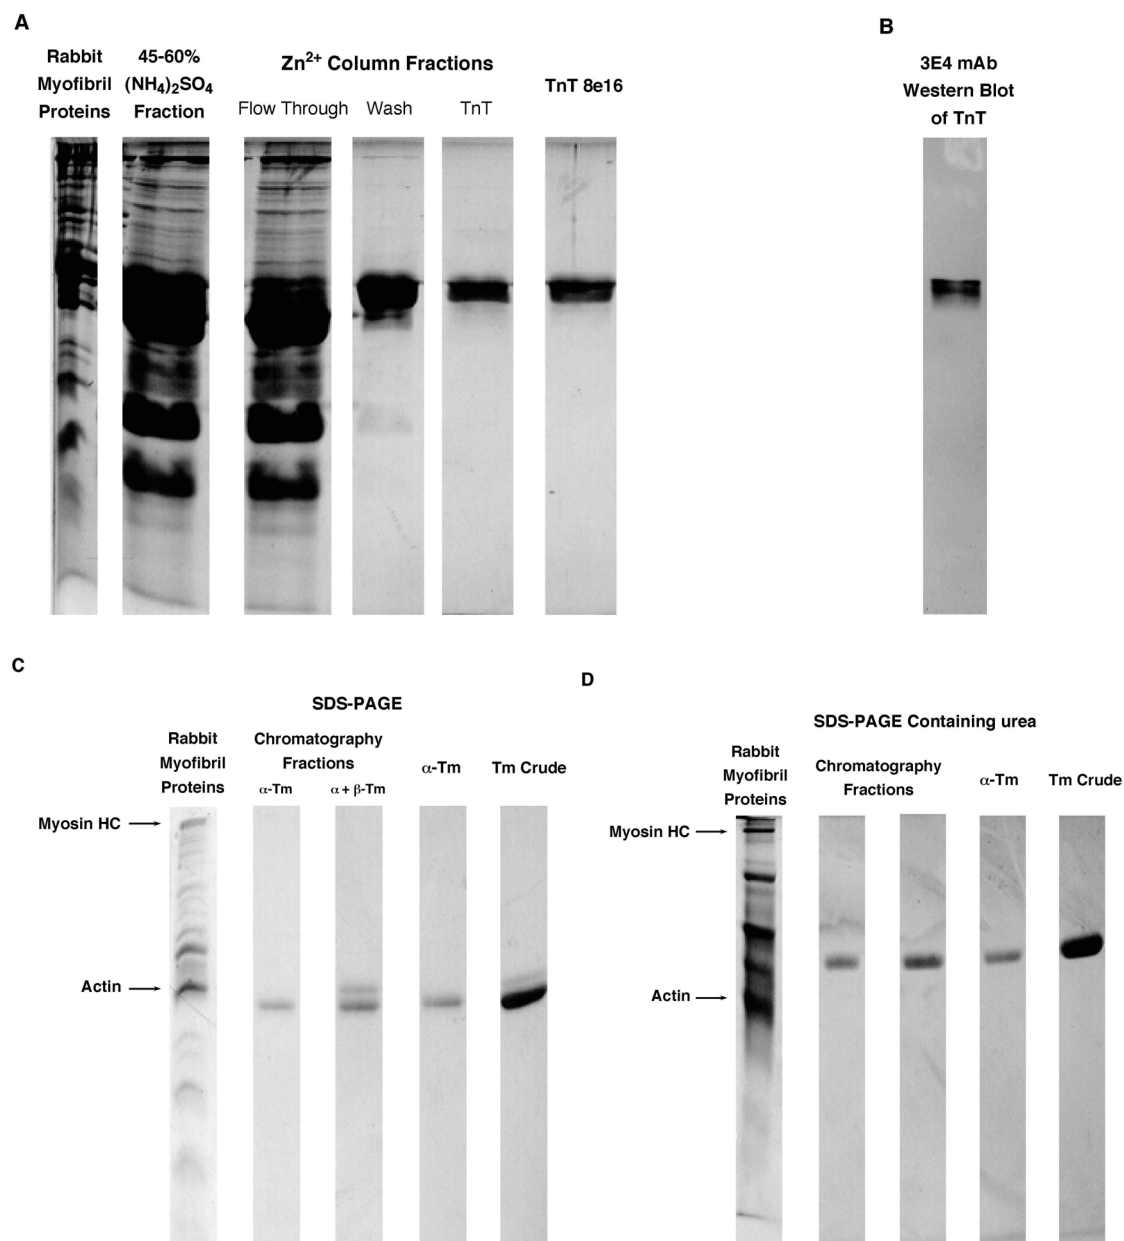 A
Rabbit
Myofibril
Proteins
45-60%
(NH4)2SO4
Fraction
Zn2+ Column Fractions
Flow Through
Wash
TnT
TnT 8e16
B
3E4 mAb
Western Blot
of TnT
C
SDS-PAGE
Rabbit
Myofibril
Proteins
Chromatography
Fractions
α-Tm
α + β-Tm
α-Tm
Tm Crude
Myosin HC
Actin
D
SDS-PAGE Containing urea
Rabbit
Myofibril
Proteins
Chromatography
Fractions
α-Tm
Tm Crude
Myosin HC
Actin